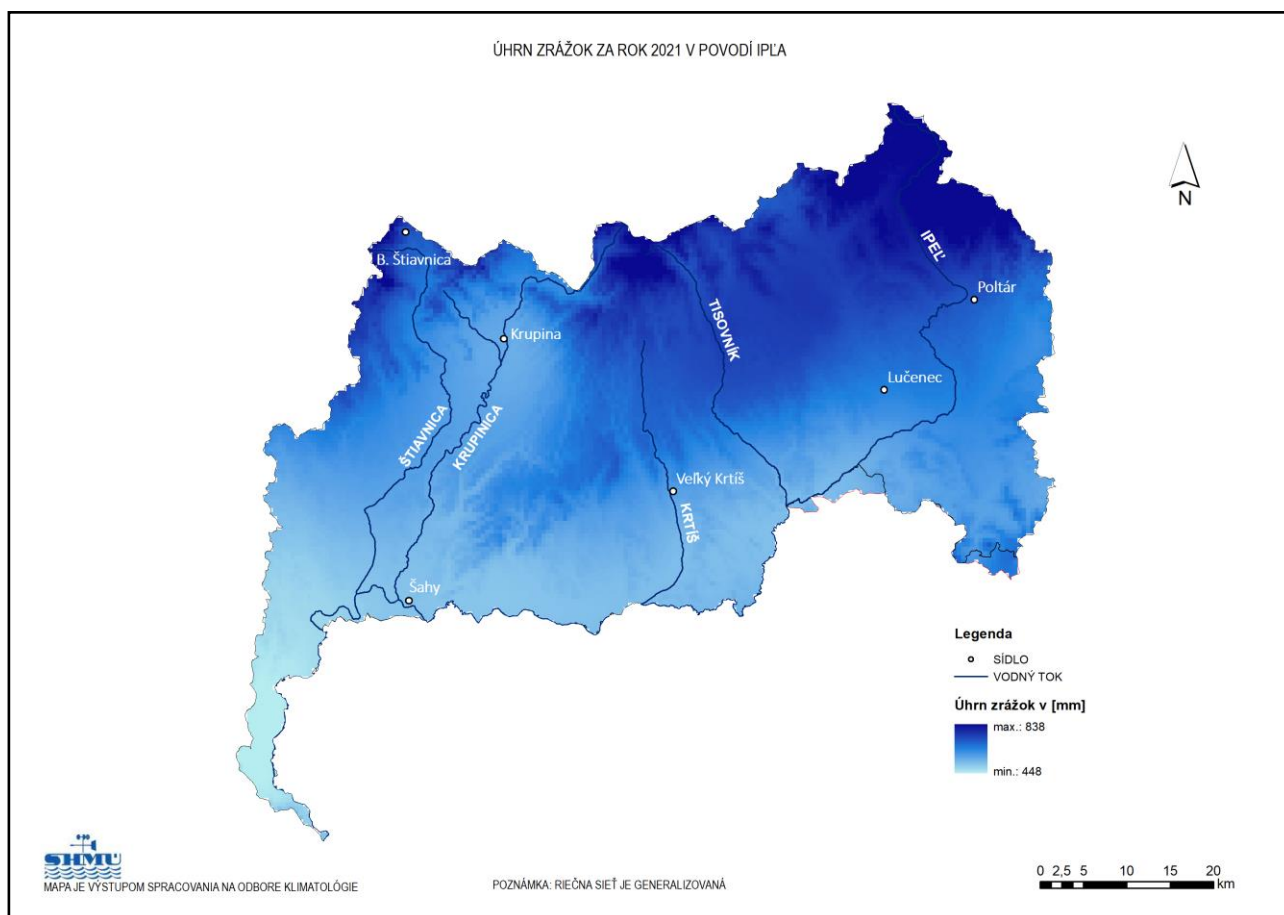 ÚHRN ZRÁŽOK ZA ROK 2021 V POVODÍ IPĽA
N
IPEĽ
B. Štiavnica
Poltár
TISOVNÍK
Krupina
Lučenec
ŠTIAVNICA
KRUPINICA
Veľký Krtíš
KRTÍŠ
Šahy
Legenda
SÍDLO
VODNÝ TOK
Úhrn zrážok v [mm]
max.: 838
min.: 448
SHMÚ
MAPA JE VÝSTUPOM SPRACOVANIA NA ODBORE KLIMATOLÓGIE
POZNÁMKA: RIEČNA SIEŤ JE GENERALIZOVANÁ
0 2,5 5 10 15 20
km